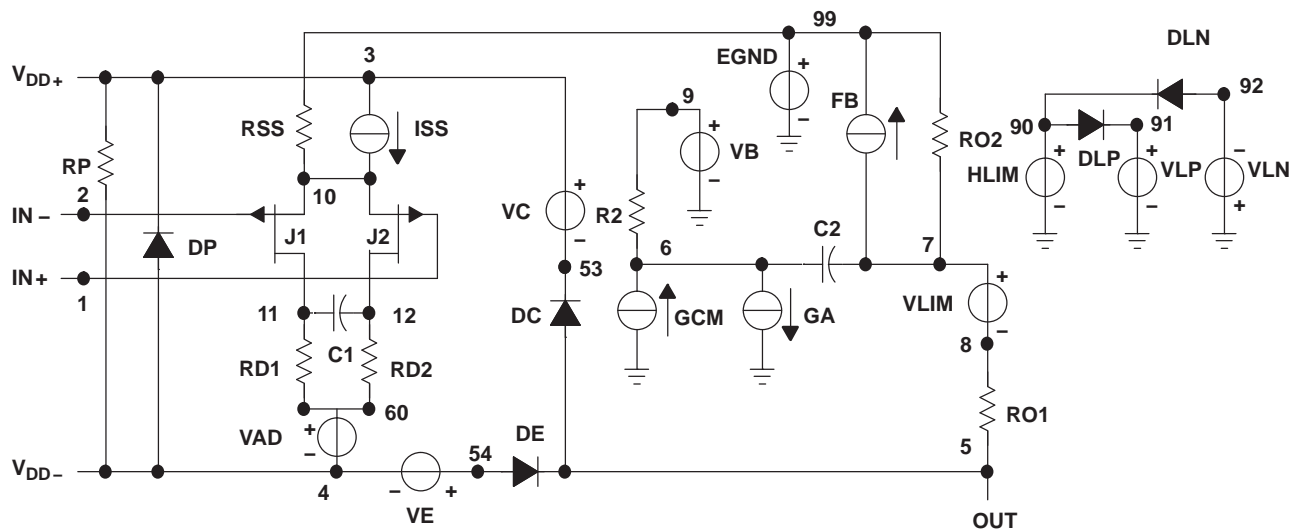 99
3
DLN
V DD+
EGND
+
9
FB
92
RSS
ISS
+
90
91
RP
VB
RO2
DLP
+
+
−
2
10
HLIM
VLP
VLN
IN −
VC
+
R2
C2
−
−
+
J1
J2
DP
6
7
IN+
53
1
DC
GCM
GA
VLIM
+
−
11
12
8
C1
RD1
RD2
60
RO1
VAD
+
−
DE
5
54
V DD−
4
−
+
VE
OUT